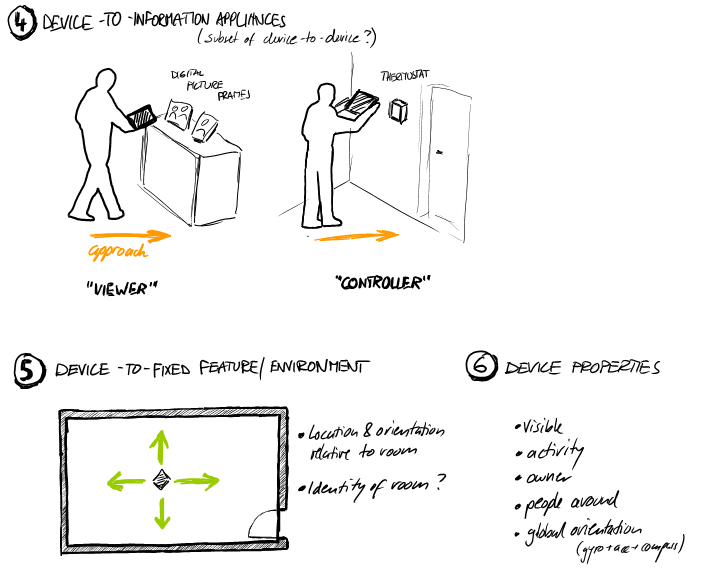 4 DEVICE-TO-INFORMATION APPLIANCES
(subset of device-to-device?)
DIGITAL
PICTURE
FRAMES
THERMOSTAT
approach
"VIEWER"
"CONTROLLER"
5 DEVICE-TO-FIXED FEATURE/ENVIRONMENT
• Location & orientation
relative to room
• Identity of room?
6 DEVICE PROPERTIES
• visible
• activity
• owner
• people around
• global orientation
(gyro+acc+compass)